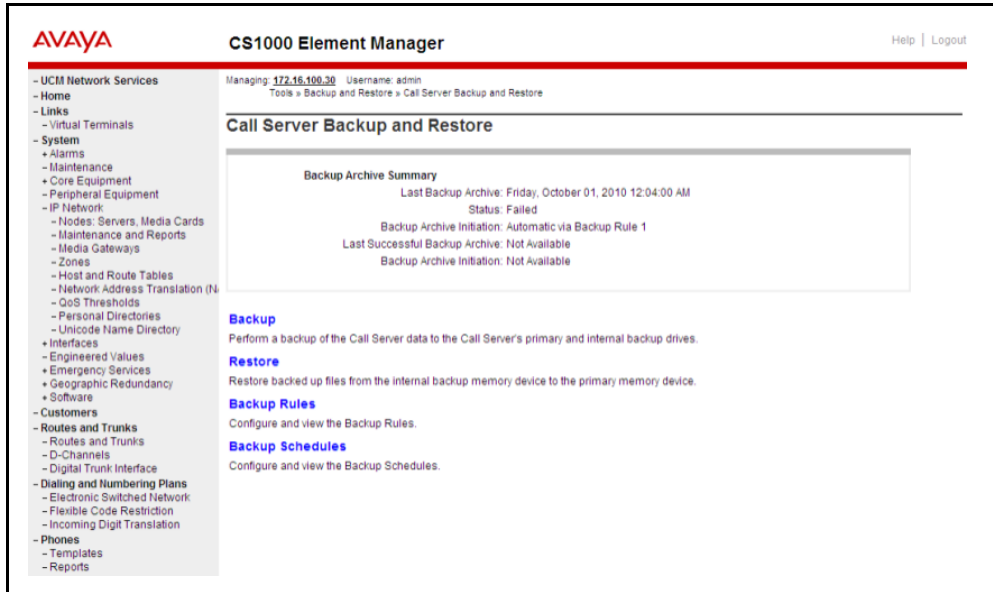 AVAYA
CS1000 Element Manager
Help | Logout
- UCM Network Services
- Home
- Links
- Virtual Terminals
- System
+ Alarms
- Maintenance
+ Core Equipment
- Peripheral Equipment
- IP Network
- Nodes: Servers, Media Cards
- Maintenance and Reports
- Media Gateways
- Zones
- Host and Route Tables
- Network Address Translation (N
- QoS Thresholds
- Personal Directories
- Unicode Name Directory
+ Interfaces
- Engineered Values
+ Emergency Services
+ Geographic Redundancy
+ Software
- Customers
- Routes and Trunks
- Routes and Trunks
- D-Channels
- Digital Trunk Interface
- Dialing and Numbering Plans
- Electronic Switched Network
- Flexible Code Restriction
- Incoming Digit Translation
- Phones
- Templates
- Reports
Managing: 172.16.100.30 Username: admin
Tools » Backup and Restore » Call Server Backup and Restore
Call Server Backup and Restore
Backup Archive Summary
Last Backup Archive: Friday, October 01, 2010 12:04:00 AM
Status: Failed
Backup Archive Initiation: Automatic via Backup Rule 1
Last Successful Backup Archive: Not Available
Backup Archive Initiation: Not Available
Backup
Perform a backup of the Call Server data to the Call Server's primary and internal backup drives.
Restore
Restore backed up files from the internal backup memory device to the primary memory device.
Backup Rules
Configure and view the Backup Rules.
Backup Schedules
Configure and view the Backup Schedules.